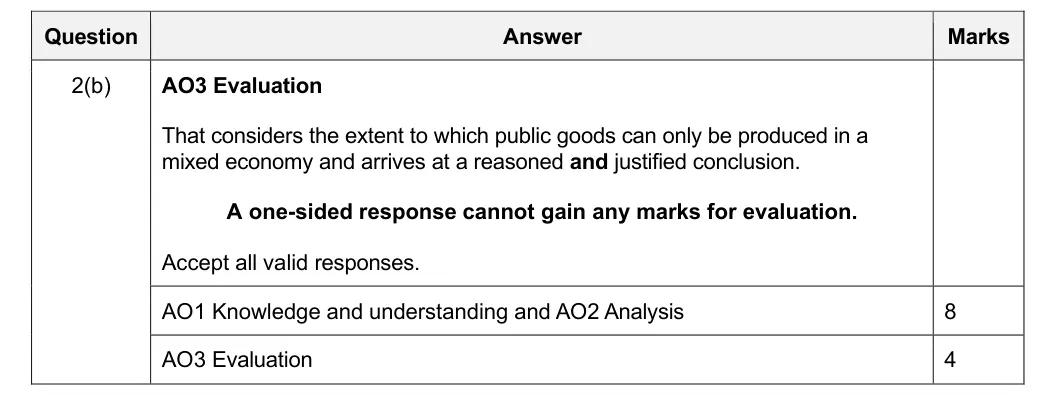 Question Answer Marks
2(b) AO3 Evaluation
That considers the extent to which public goods can only be produced in a
mixed economy and arrives at a reasoned and justified conclusion.
A one-sided response cannot gain any marks for evaluation.
Accept all valid responses.
AO1 Knowledge and understanding and AO2 Analysis 8
AO3 Evaluation 4